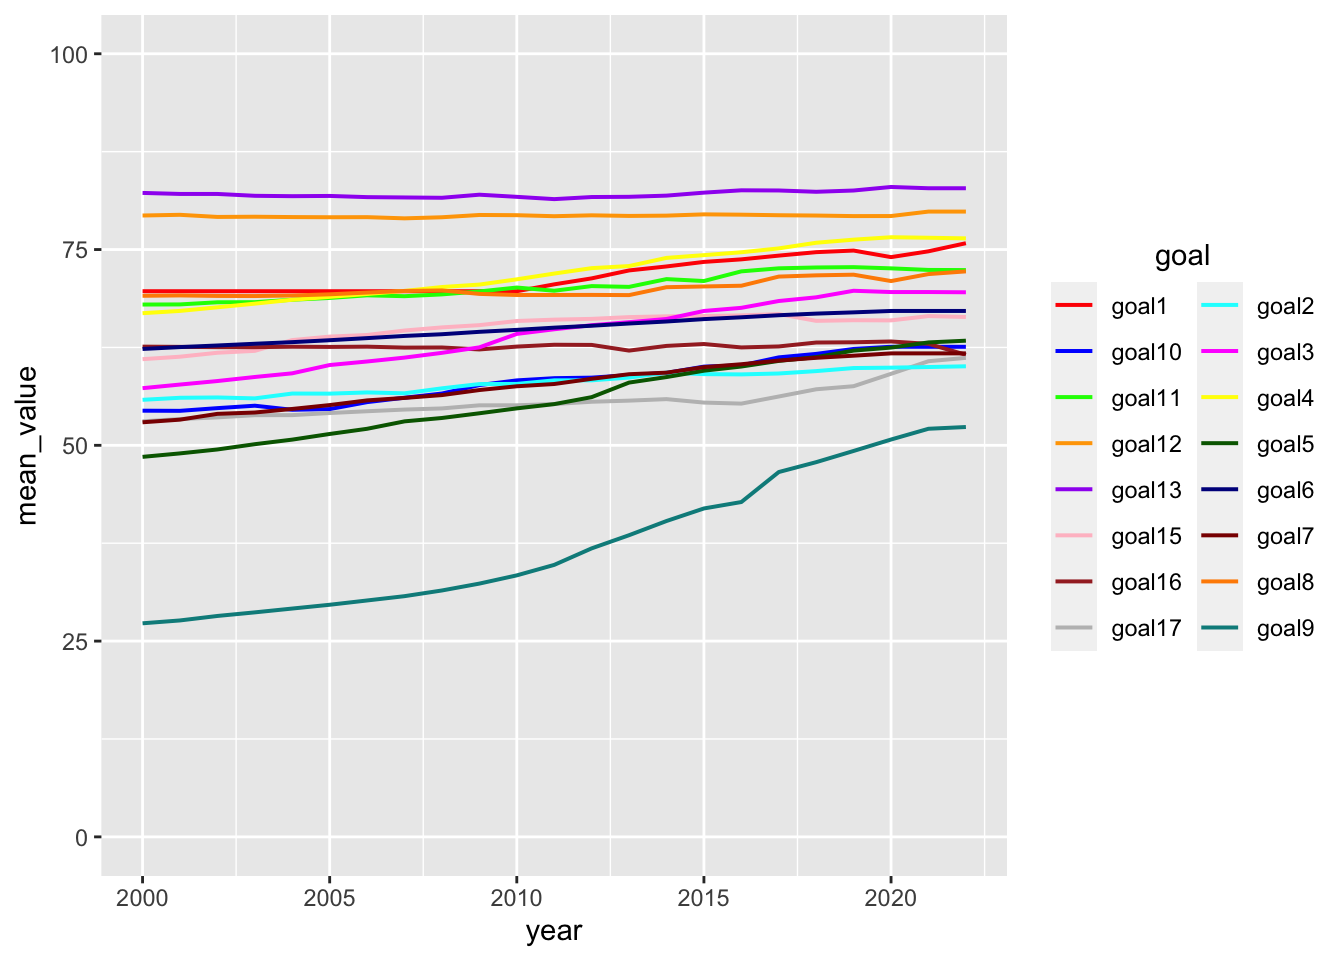 100
75
50
25
0
mean_value
2000 2005 2010 2015 2020
year
goal
goal1 goal2
goal10 goal3
goal11 goal4
goal12 goal5
goal13 goal6
goal15 goal7
goal16 goal8
goal17 goal9